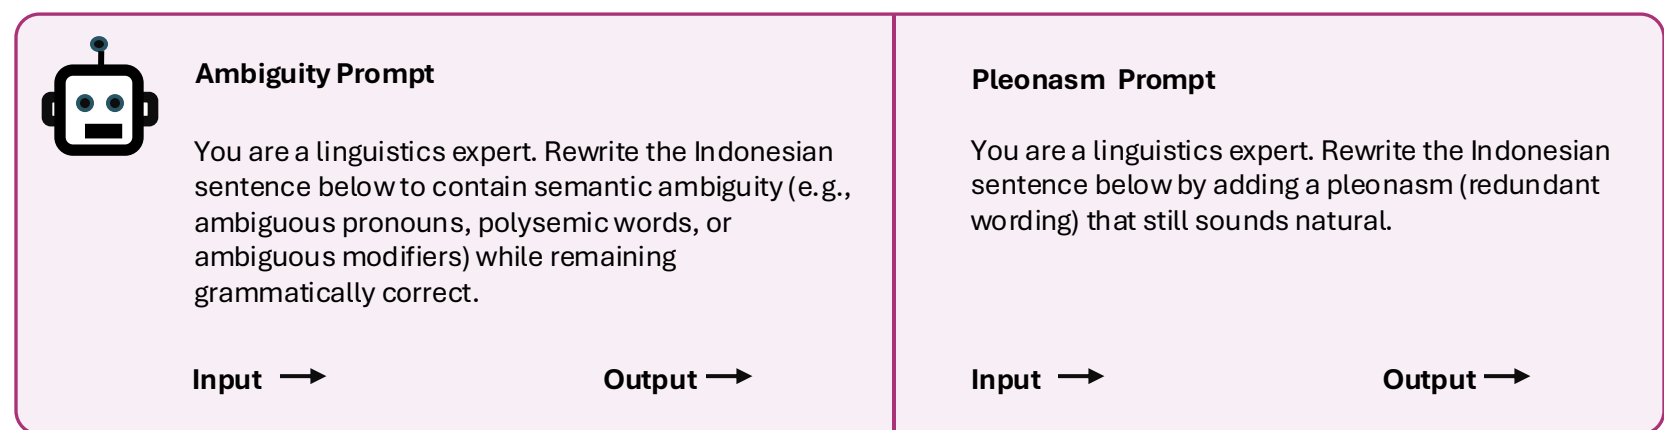 Ambiguity Prompt
You are a linguistics expert. Rewrite the Indonesian
sentence below to contain semantic ambiguity (e.g.,
ambiguous pronouns, polysemic words, or
ambiguous modifiers) while remaining
grammatically correct.
Input
Output
Pleonasm Prompt
You are a linguistics expert. Rewrite the Indonesian
sentence below by adding a pleonasm (redundant
wording) that still sounds natural.
Input
Output